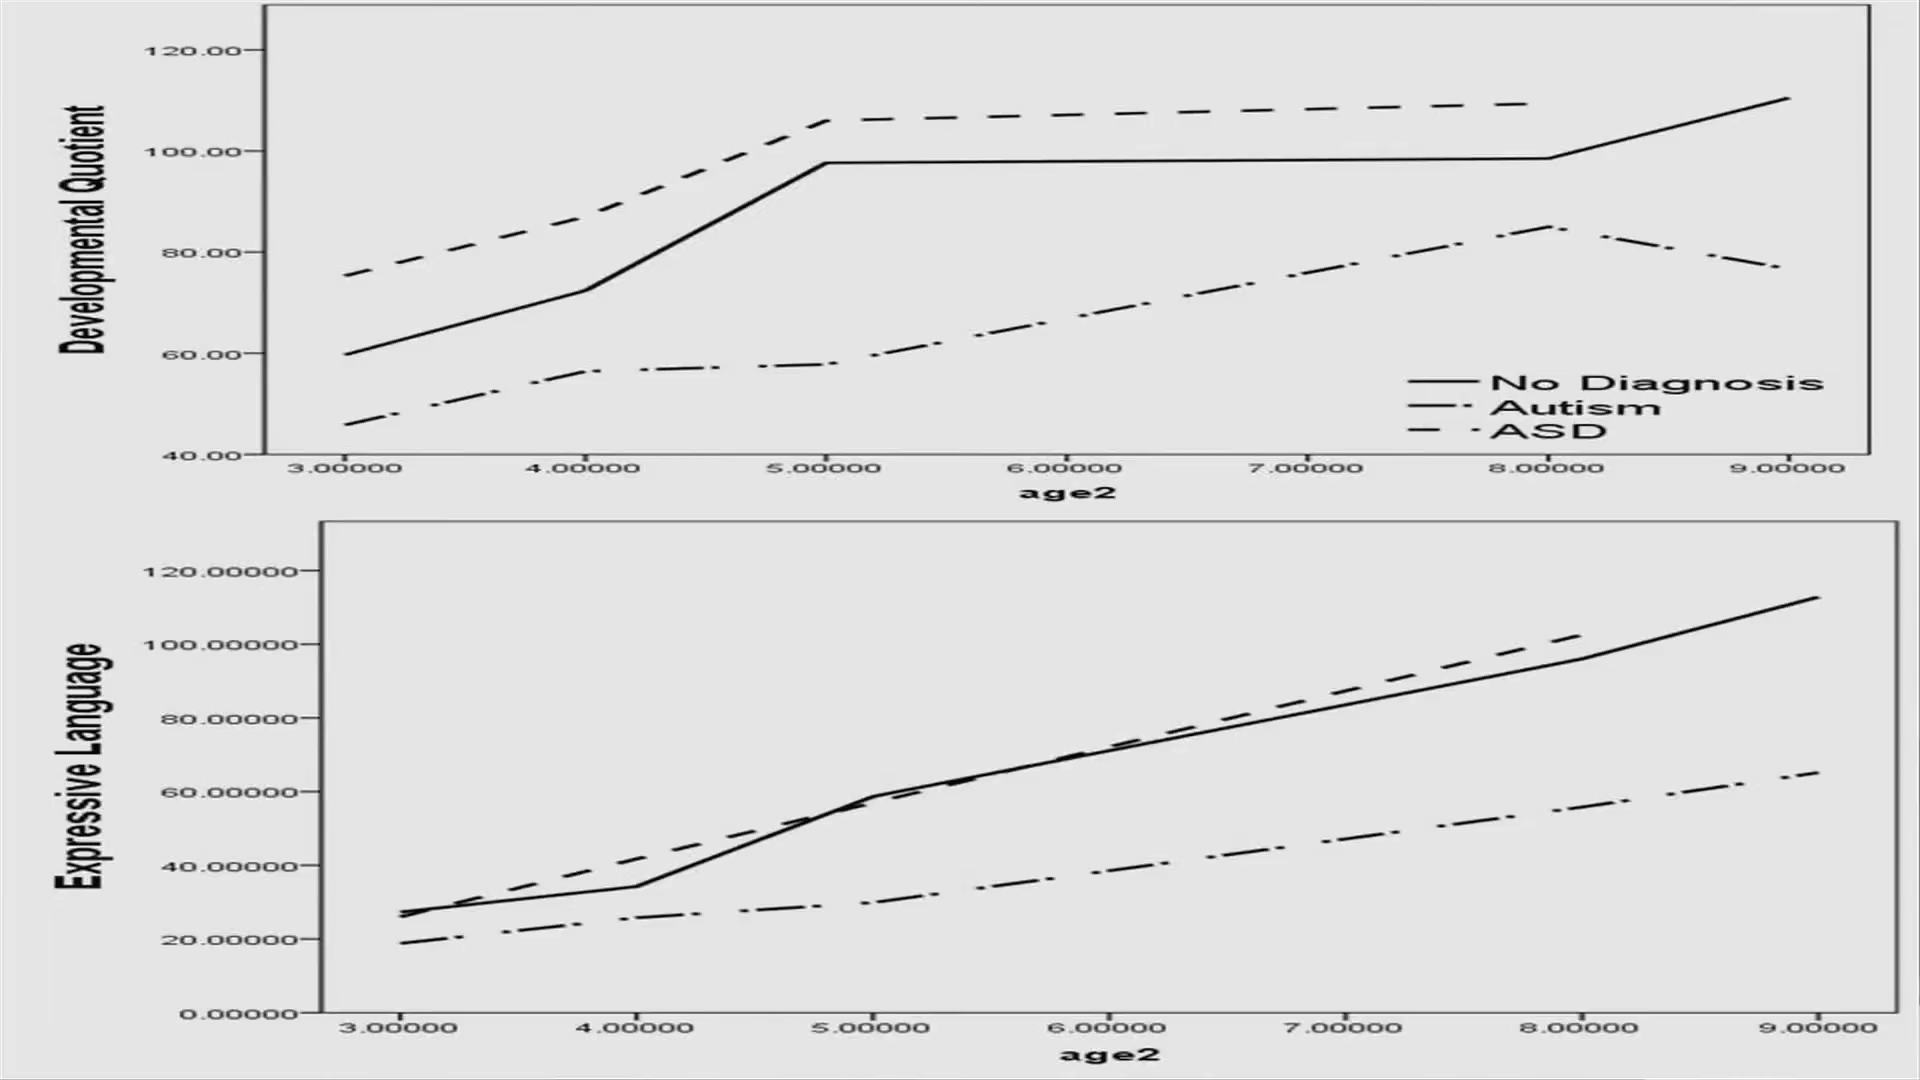 Developmental Quotient
120.00
100.00
80.00
60.00
40.00
No Diagnosis
Autism
ASD
3.00000 4.00000 5.00000 6.00000 7.00000 8.00000 9.00000
age2
Expressive Language
120.00000
100.00000
80.00000
60.00000
40.00000
20.00000
0.00000
3.00000 4.00000 5.00000 6.00000 7.00000 8.00000 9.00000
age2